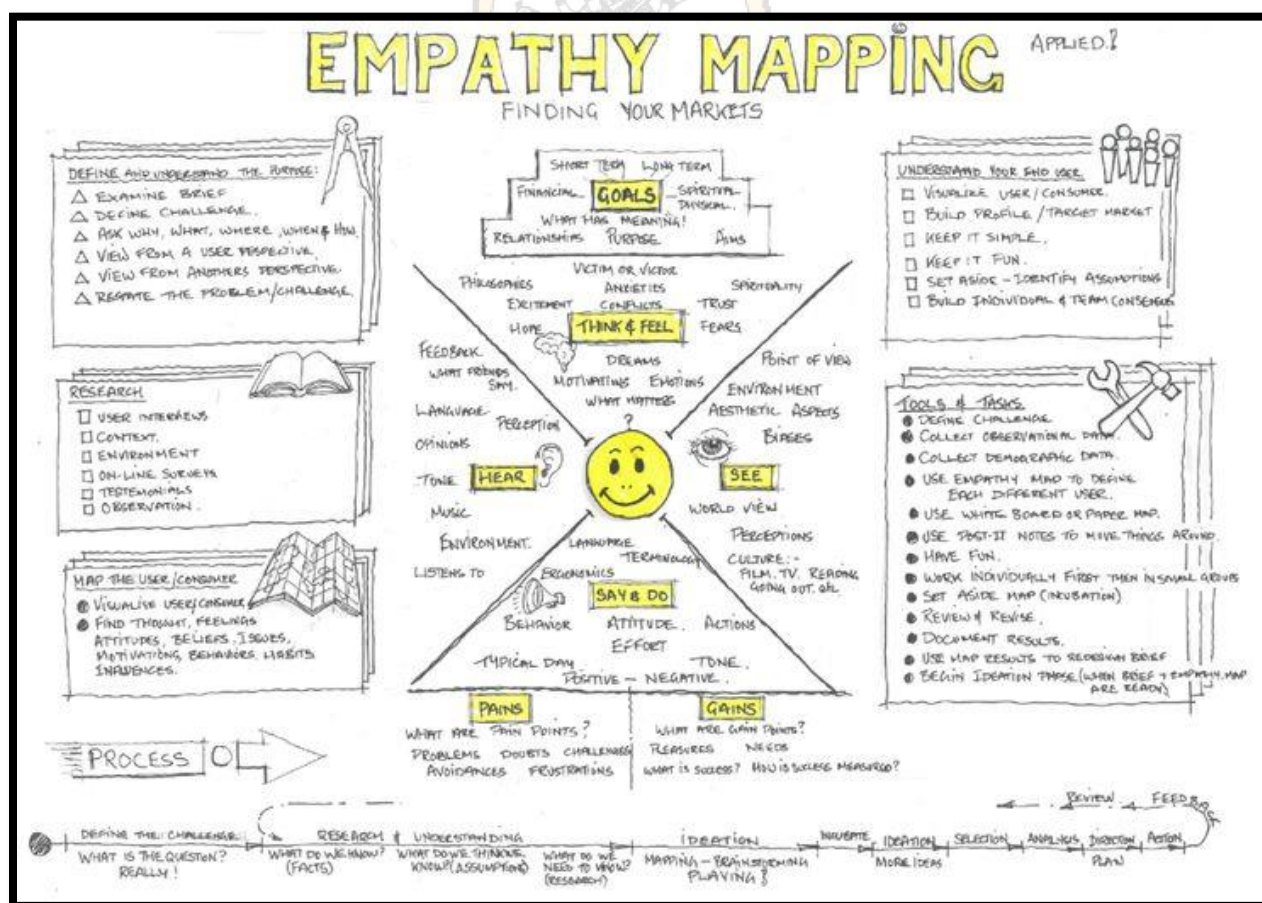 EMPATHY MAPPING
APPLIED!
FINDING YOUR MARKETS
DEFINE AND UNDERSTAND THE PURPOSE:
EXAMINE BRIEF
DEFINE CHALLENGE.
ASK WHY, WHAT, WHERE, WHEN & HOW.
VIEW FROM A USER PESPECTIVE.
VIEW FROM ANOTHERS PERSPECTIVE.
RESTATE THE PROBLEM/CHALLENGE.
RESEARCH
USER INTERVIEWS
CONTEXT.
ENVIRONMENT
ON-LINE SURVEYS
TESTEMONIALS
OBSERVATION.
MAP THE USER/CONSUMER
VISUALISE USER/CONSUMER
FIND THOUGHT, FEELINGS
ATTITUDES, BELIEFS, ISSUES,
MOTIVATIONS, BEHAVIORS, HABITS
INFLUENCES.
SHORT TERM LONG TERM
FINANCIAL GOALS SPIRITUAL
PHYSICAL.
WHAT HAS MEANING!
RELATIONSHIPS PURPOSE AIMS
VICTIM OR VICTOR
PHILOSOPHIES ANXIETIES SPIRITUALITY
EXCITEMENT CONFLICTS TRUST
HOPE THINK & FEEL FEARS
DREAMS
MOTIVATIONS EMOTIONS
WHAT MATTERS
?
FEEDBACK
WHAT FRIENDS
SAY.
LANGUAGE
PERCEPTION
OPINIONS
TONE HEAR
MUSIC
ENVIRONMENT.
LISTENS TO
POINT OF VIEW
ENVIRONMENT
AESTHETIC ASPECTS
BIASES
SEE
WORLD VIEW
PERCEPTIONS
CULTURE:-
FILM. TV. READING
GOING OUT.
LANGUAGE
TERMINOLOGY
ERGONOMICS
SAY & DO
BEHAVIOR ATTITUDE. ACTIONS
EFFORT
TYPICAL DAY TONE.
POSITIVE - NEGATIVE.
PAINS
WHAT ARE PAIN POINTS?
PROBLEMS DOUBTS CHALLENGES
AVOIDANCES FRUSTRATIONS
GAINS
WHAT ARE GAIN POINTS?
PLEASURES NEEDS
WHAT IS SUCCESS? HOW IS SUCCESS MEASURED?
UNDERSTAND YOUR END USER
VISUALIZE USER/CONSUMER.
BUILD PROFILE/TARGET MARKET
KEEP IT SIMPLE.
KEEP IT FUN.
SET ASIDE - IDENTIFY ASSUMPTIONS
BUILD INDIVIDUAL & TEAM CONSENSUS
TOOLS & TASKS
DEFINE CHALLENGE
COLLECT OBSERVATIONAL DATA.
COLLECT DEMOGRAPHIC DATA.
USE EMPATHY MAP TO DEFINE
EACH DIFFERENT USER.
USE WHITE BOARD OR PAPER MAP.
USE POST-IT NOTES TO MOVE THINGS AROUND.
HAVE FUN.
WORK INDIVIDUALLY FIRST THEN IN SMALL GROUPS
SET ASIDE MAP (INCUBATION)
REVIEW & REVISE.
DOCUMENT RESULTS.
USE MAP RESULTS TO REDESIGN BRIEF
BEGIN IDEATION PHASE (WHEN BRIEF & EMPATHY MAP
ARE READY)
PROCESS
REVIEW FEEDBACK
DEFINE THE CHALLENGE
WHAT IS THE QUESTION?
REALLY!
RESEARCH & UNDERSTANDING
WHAT DO WE KNOW?
(FACTS)
WHAT DO WE THINK WE
KNOW? (ASSUMPTIONS)
WHAT DO WE
NEED TO KNOW?
(RESEARCH)
IDEATION
MAPPING - BRAINSTORMING
PLAYING!
INCUBATE
IDEATION
MORE IDEAS
SELECTION
ANALYSIS
DIRECTION
PLAN
ACTION